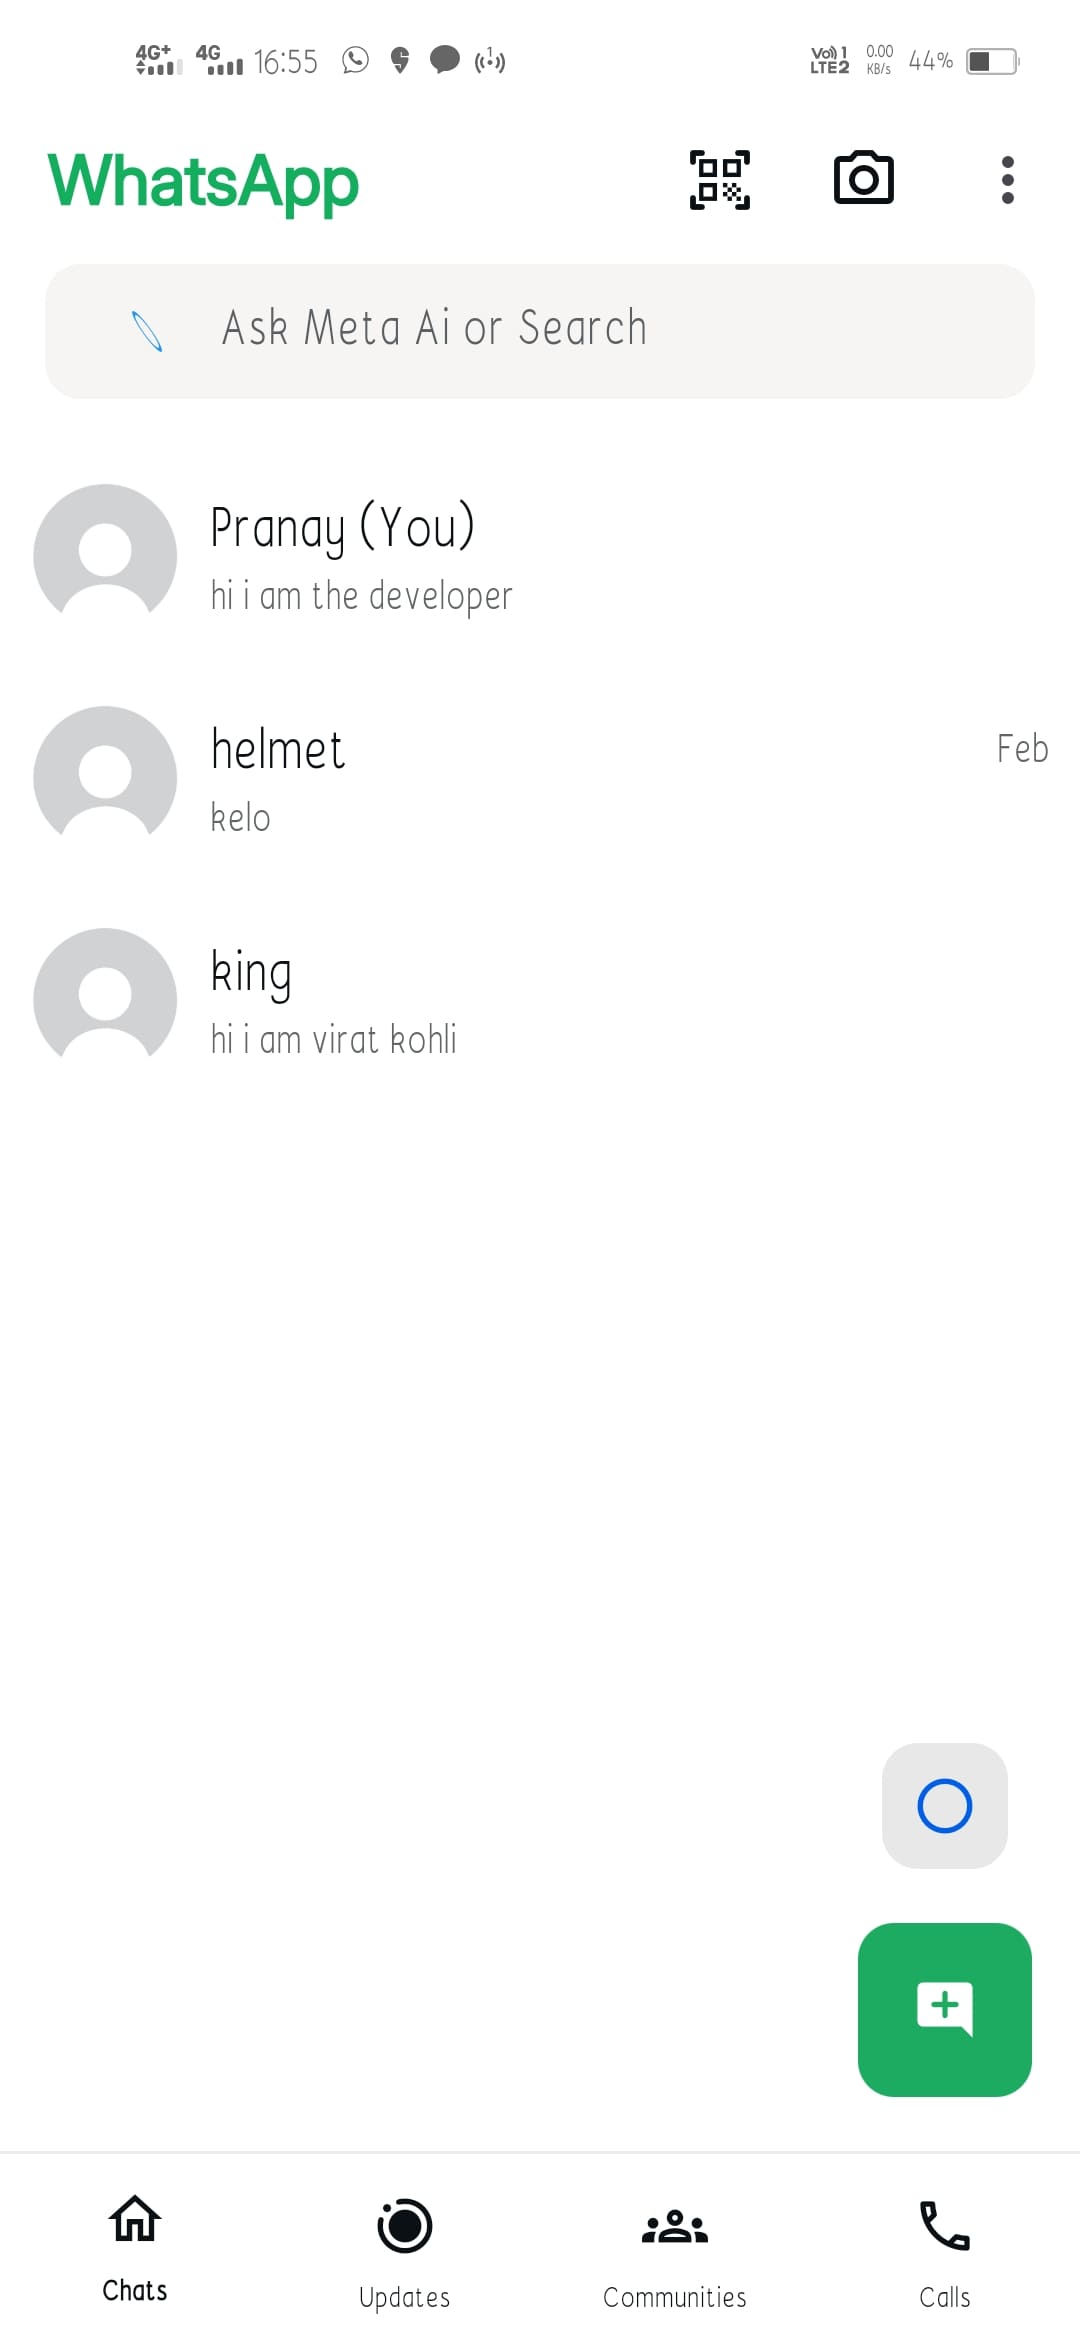 4G+ 4G 16:55 Vo)) 1 LTE2 0.00 KB/s 44%
WhatsApp
Ask Meta Ai or Search
Pranay (You)
hi i am the developer
helmet Feb
kelo
king
hi i am virat kohli
Chats Updates Communities Calls